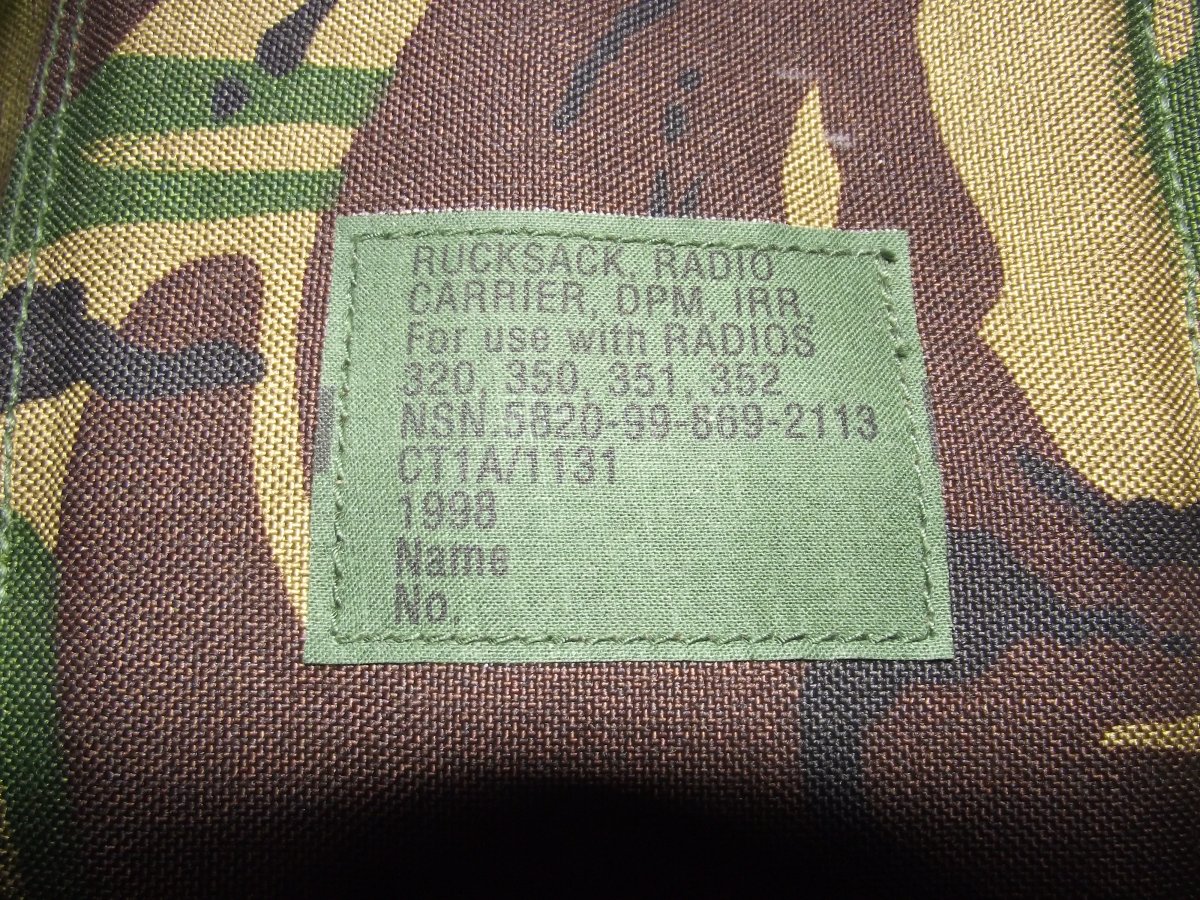 RUCKSACK, RADIO
CARRIER, DPM, IRR,
For use with RADIOS
320, 350, 351, 352
NSN.5820-99-669-2113
CT1A/1131
1998
Name
No.